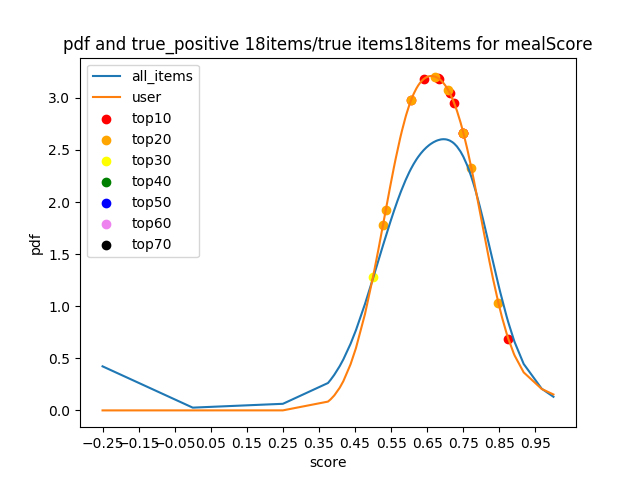 pdf and true_positive 18items/true items18items for mealScore
all_items
user
top10
top20
top30
top40
top50
top60
top70
pdf
3.0
2.5
2.0
1.5
1.0
0.5
0.0
−0.25 −0.15 −0.05 0.05 0.15 0.25 0.35 0.45 0.55 0.65 0.75 0.85 0.95
score